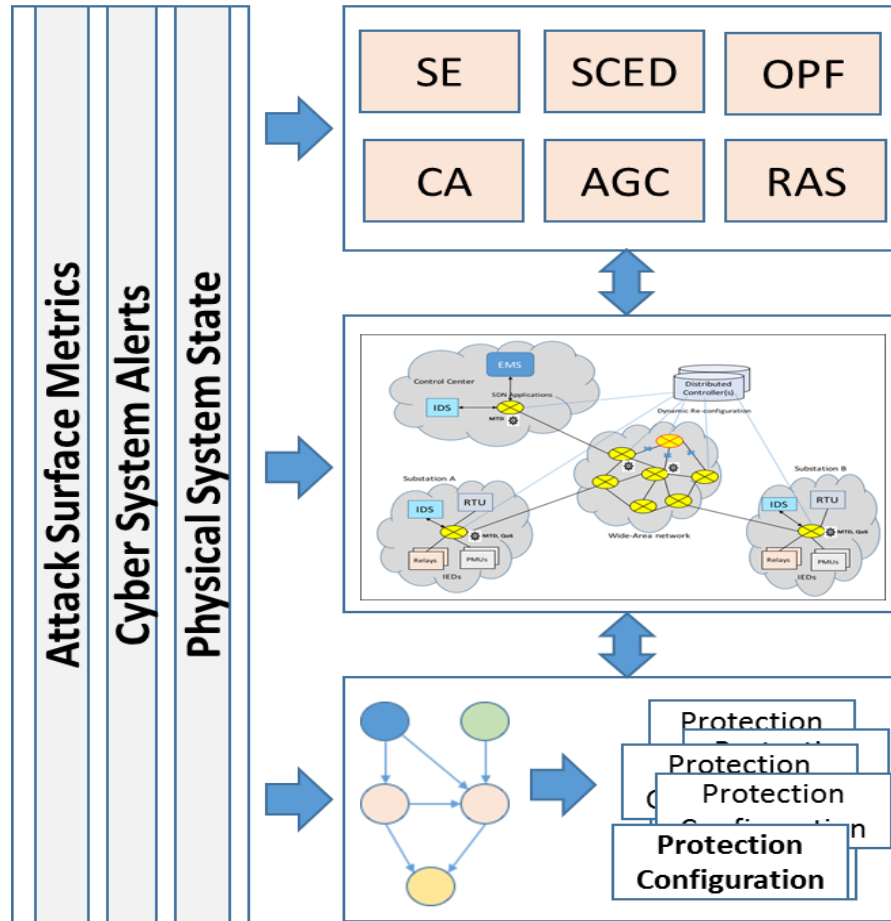 Attack Surface Metrics
Cyber System Alerts
Physical System State
SE
SCED
OPF
CA
AGC
RAS
EMS
Control Center
SDN Applications
IDS
MTD
Distributed
Controller(s)
Dynamic Re-configuration
Substation A
IDS
RTU
MTD, QoS
Relays
PMUs
IEDs
Wide-Area network
Substation B
IDS
RTU
MTD, QoS
Relays
PMUs
IEDs
Protection
Protection
Protection
Configuration
Protection
Configuration